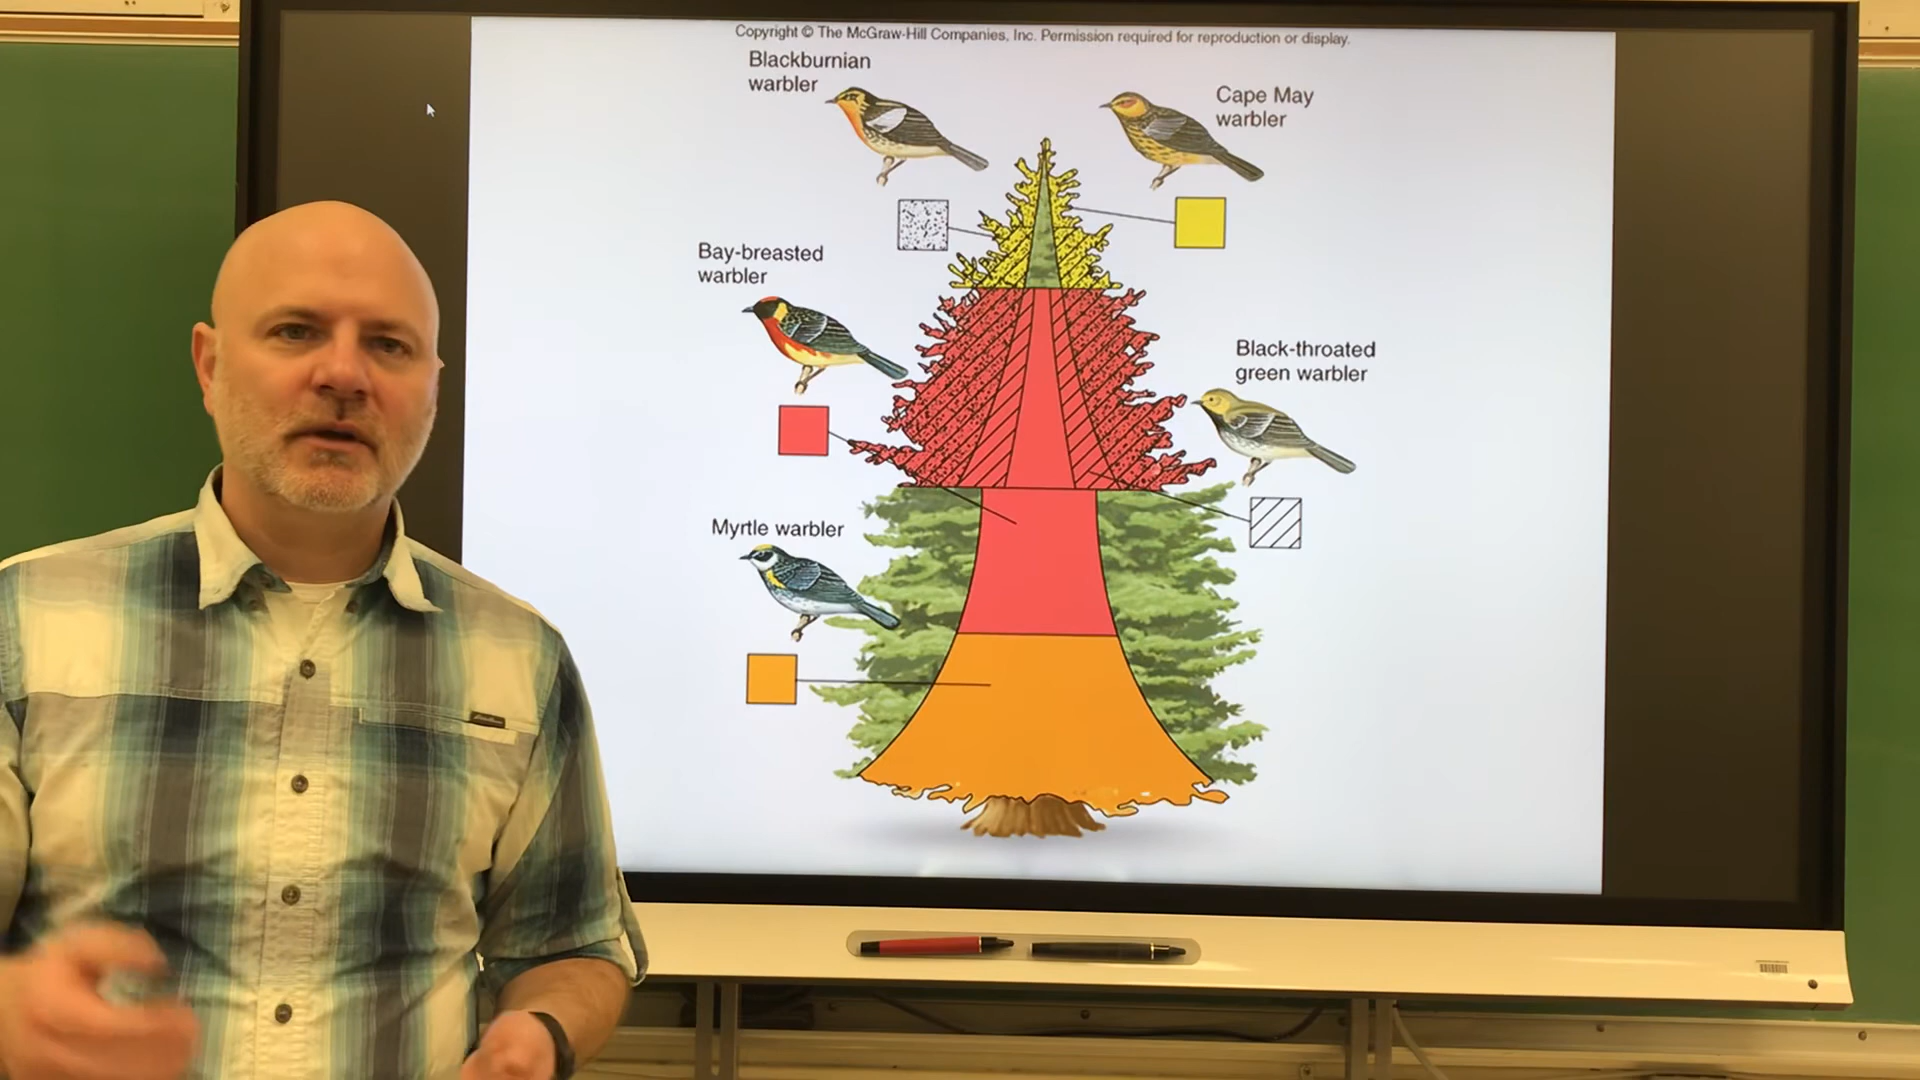 Copyright © The McGraw-Hill Companies, Inc. Permission required for reproduction or display.
Blackburnian
warbler
Cape May
warbler
Bay-breasted
warbler
Black-throated
green warbler
Myrtle warbler